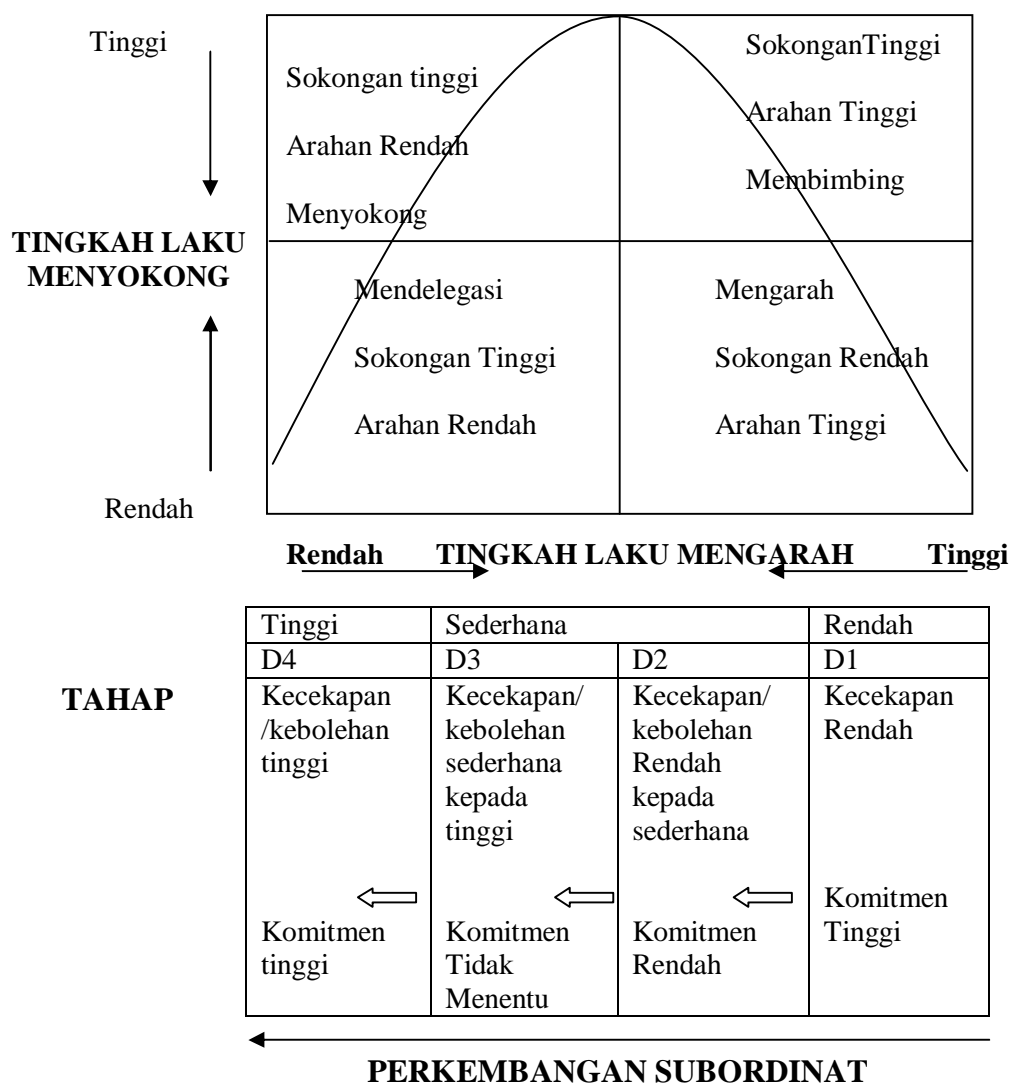 Tinggi
Sokongan tinggi
Arahan Rendah
Menyokong
SokonganTinggi
Arahan Tinggi
Membimbing
TINGKAH LAKU
MENYOKONG
Mendelegasi
Sokongan Tinggi
Arahan Rendah
Mengarah
Sokongan Rendah
Arahan Tinggi
Rendah
Rendah TINGKAH LAKU MENGARAH Tinggi
TAHAP
Tinggi Sederhana Rendah
D4 D3 D2 D1
Kecekapan
/kebolehan
tinggi
Komitmen
tinggi
Kecekapan/
kebolehan
sederhana
kepada
tinggi
Komitmen
Tidak
Menentu
Kecekapan/
kebolehan
Rendah
kepada
sederhana
Komitmen
Rendah
Kecekapan
Rendah
Komitmen
Tinggi
PERKEMBANGAN SUBORDINAT